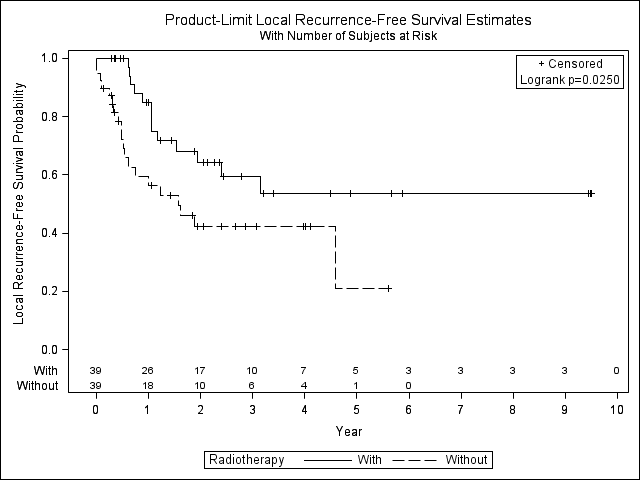 Product-Limit Local Recurrence-Free Survival Estimates
With Number of Subjects at Risk
+ Censored
Logrank p=0.0250
Local Recurrence-Free Survival Probability
1.0
0.8
0.6
0.4
0.2
0.0
With 39 26 17 10 7 5 3 3 3 3 0
Without 39 18 10 6 4 1 0
0 1 2 3 4 5 6 7 8 9 10
Year
Radiotherapy With Without